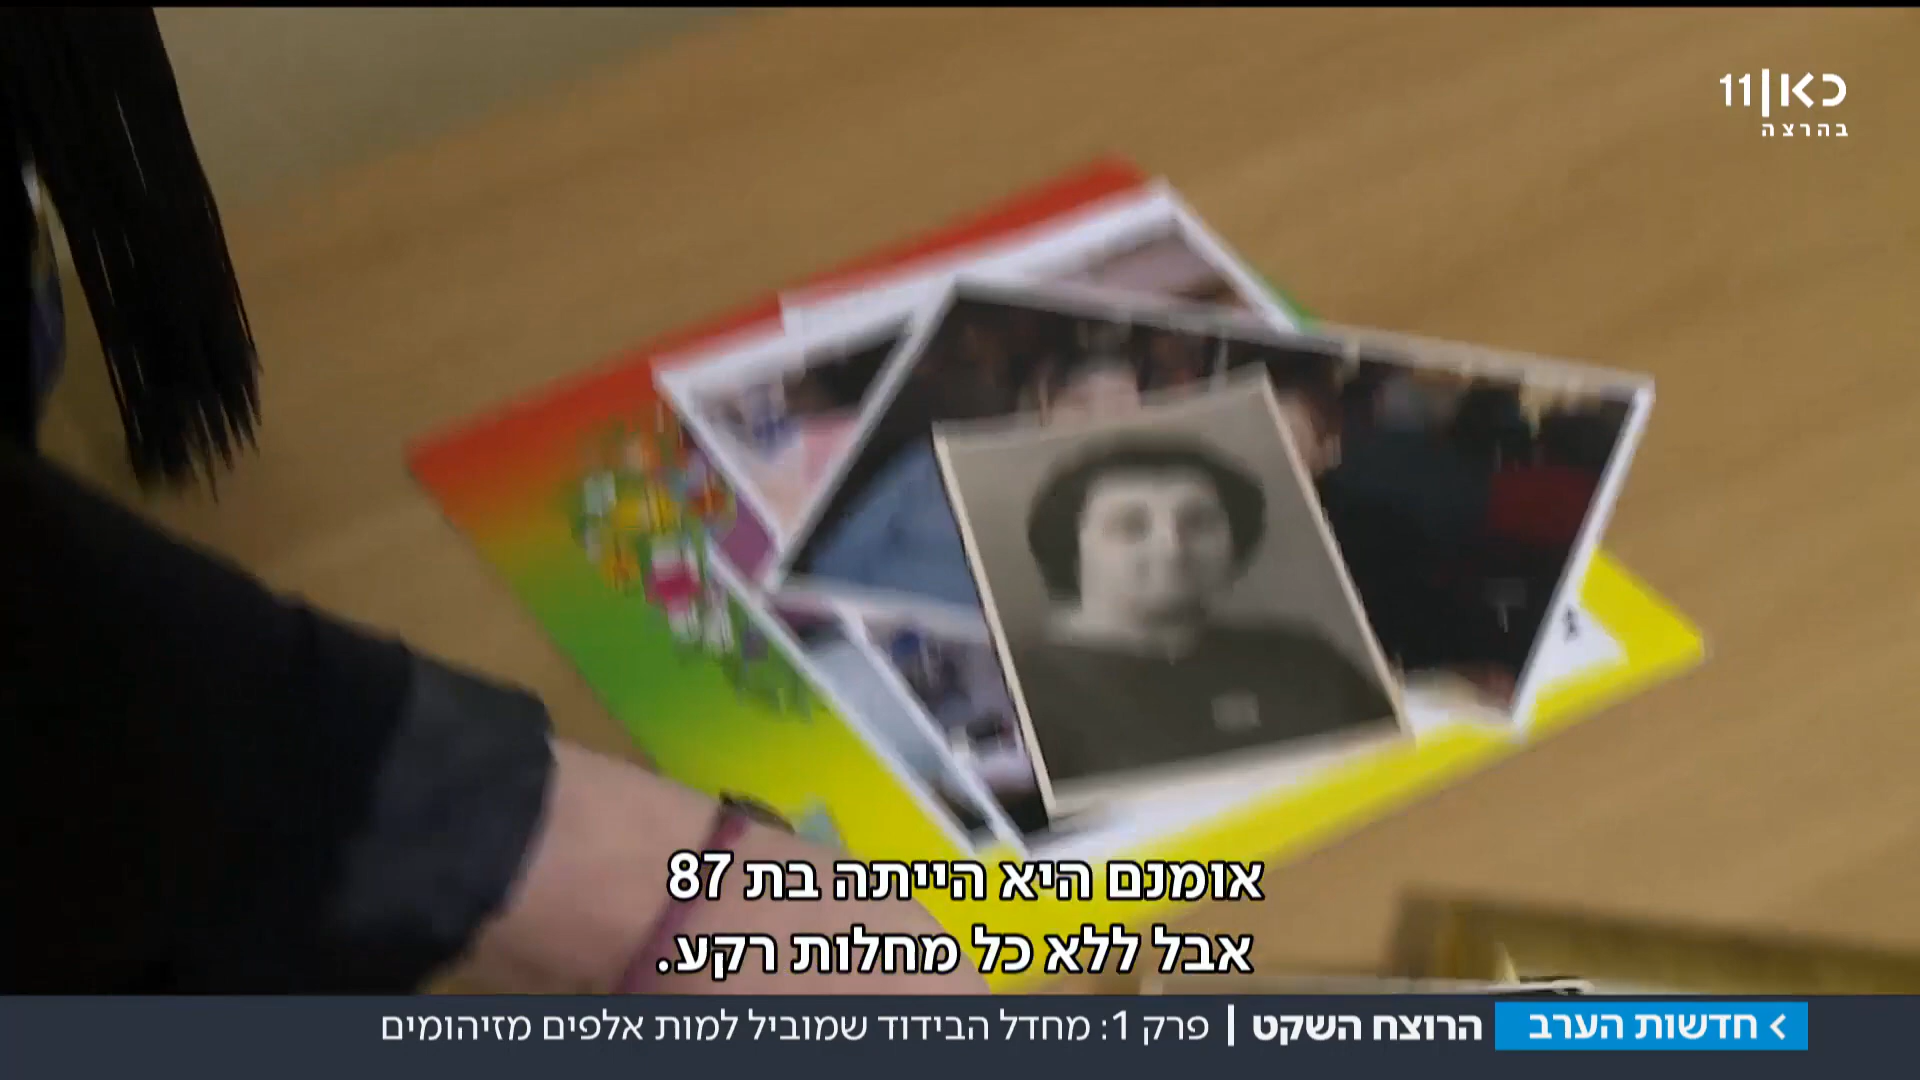 כאן|11
בהרצה
אומנם היא הייתה בת 87
אבל ללא כל מחלות רקע.
חדשות הערב
הרוצח השקט | פרק 1: מחדל הבידוד שמוביל למות אלפים מזיהומים